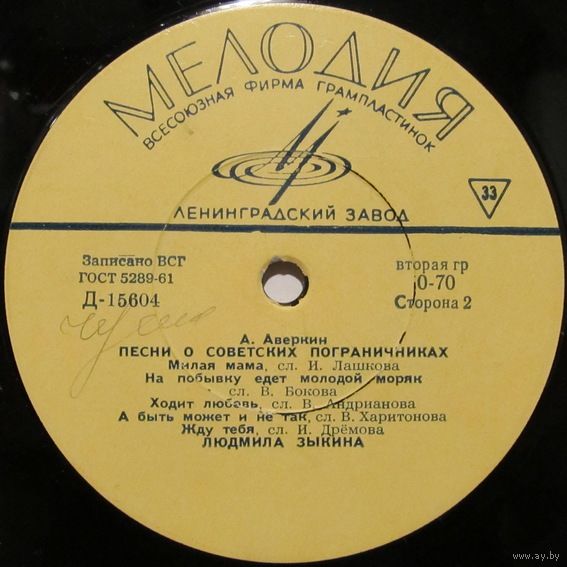 МЕЛОДИЯ
ВСЕСОЮЗНАЯ ФИРМА ГРАМПЛАСТИНОК
33
ЛЕНИНГРАДСКИЙ ЗАВОД
Записано ВСГ
ГОСТ 5289-61
Д-15604
вторая гр
0-70
Сторона 2
А. Аверкин
ПЕСНИ О СОВЕТСКИХ ПОГРАНИЧНИКАХ
Милая мама, сл. И. Лашкова
На побывку едет молодой моряк
сл. В. Бокова
Ходит любовь, сл. В. Андрианова
А быть может и не так, сл. В. Харитонова
Жду тебя, сл. И. Дрёмова
ЛЮДМИЛА ЗЫКИНА
www.ay.by